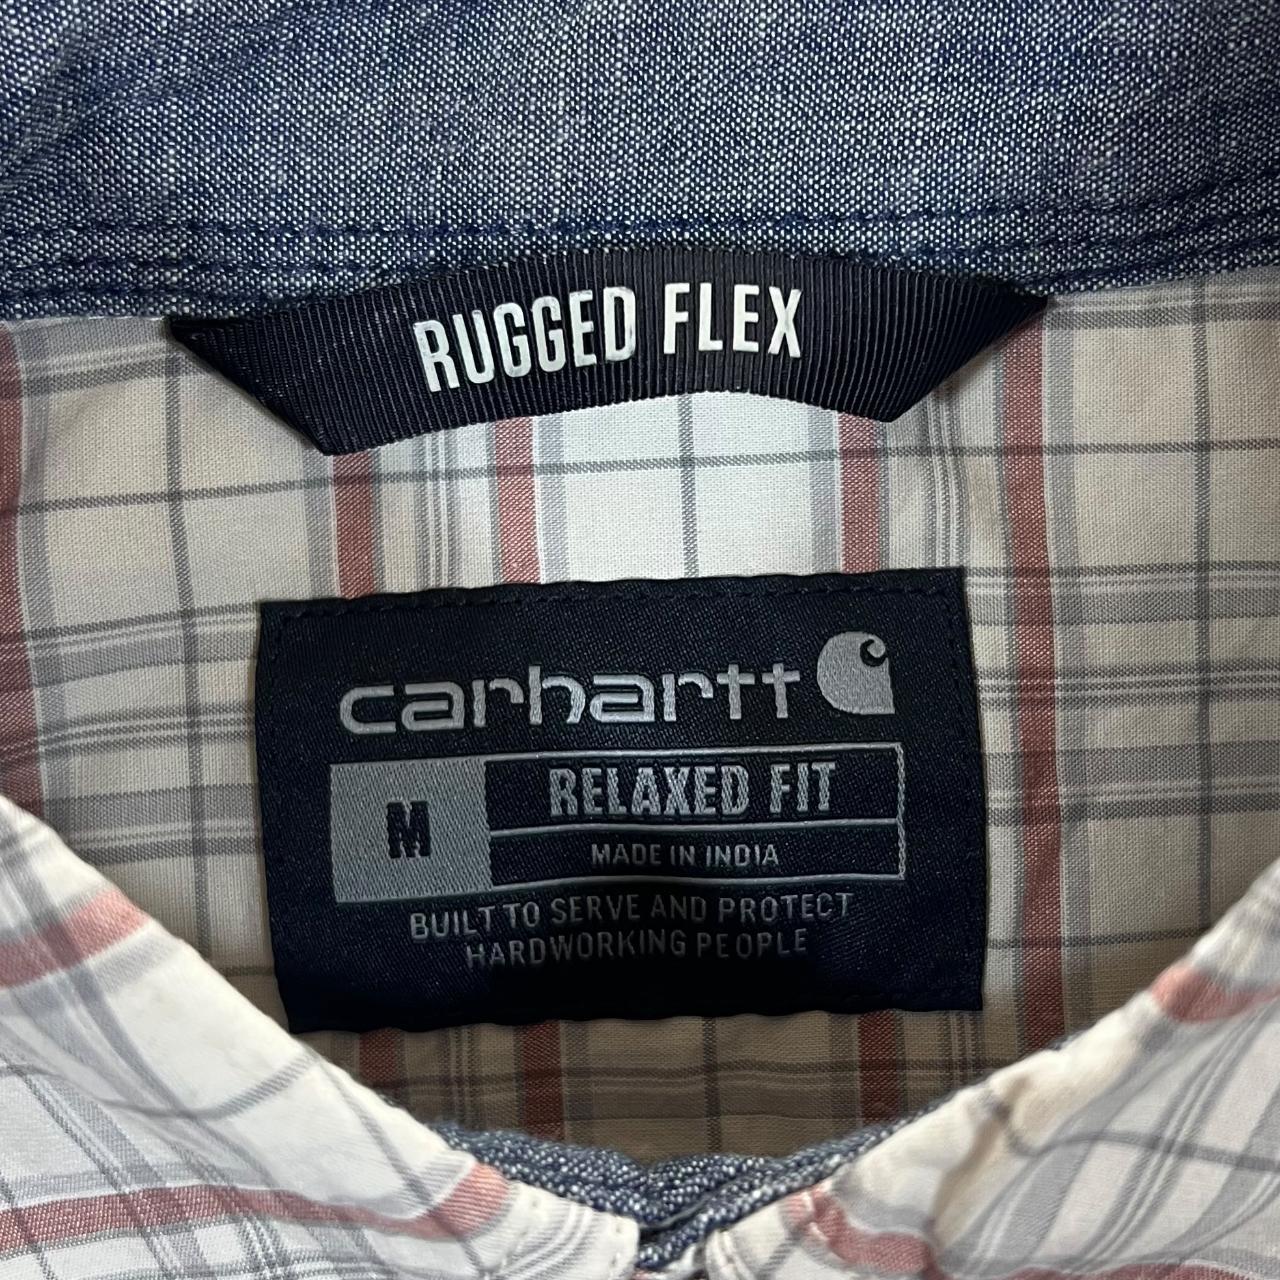 RUGGED FLEX
carhartt
M
RELAXED FIT
MADE IN INDIA
BUILT TO SERVE AND PROTECT
HARDWORKING PEOPLE